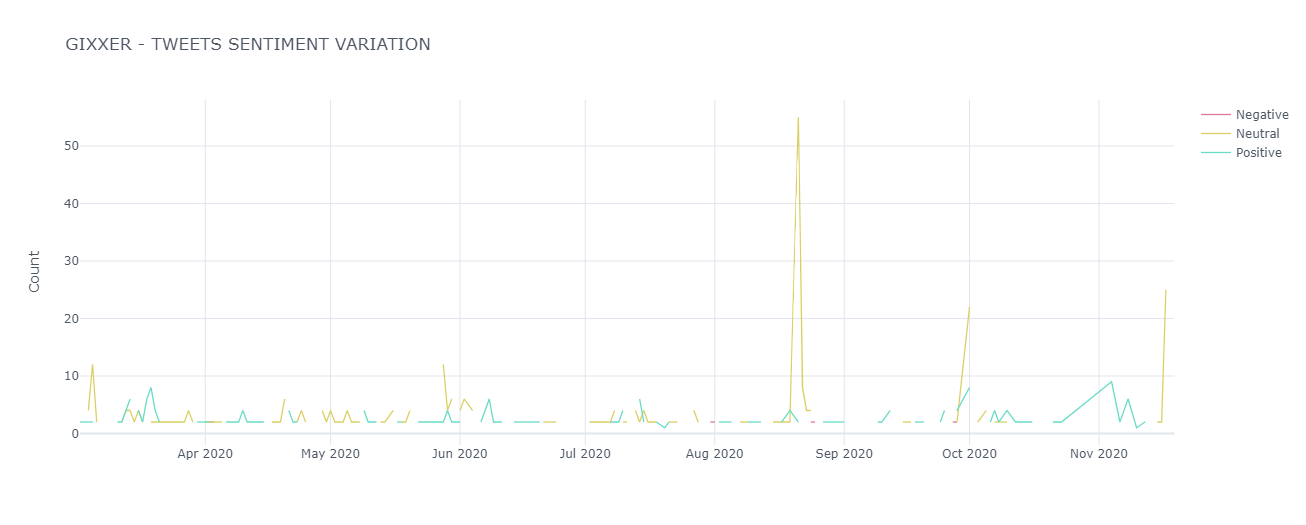 GIXXER - TWEETS SENTIMENT VARIATION
Negative
Neutral
Positive
Count
50
40
30
20
10
0
Apr 2020 May 2020 Jun 2020 Jul 2020 Aug 2020 Sep 2020 Oct 2020 Nov 2020